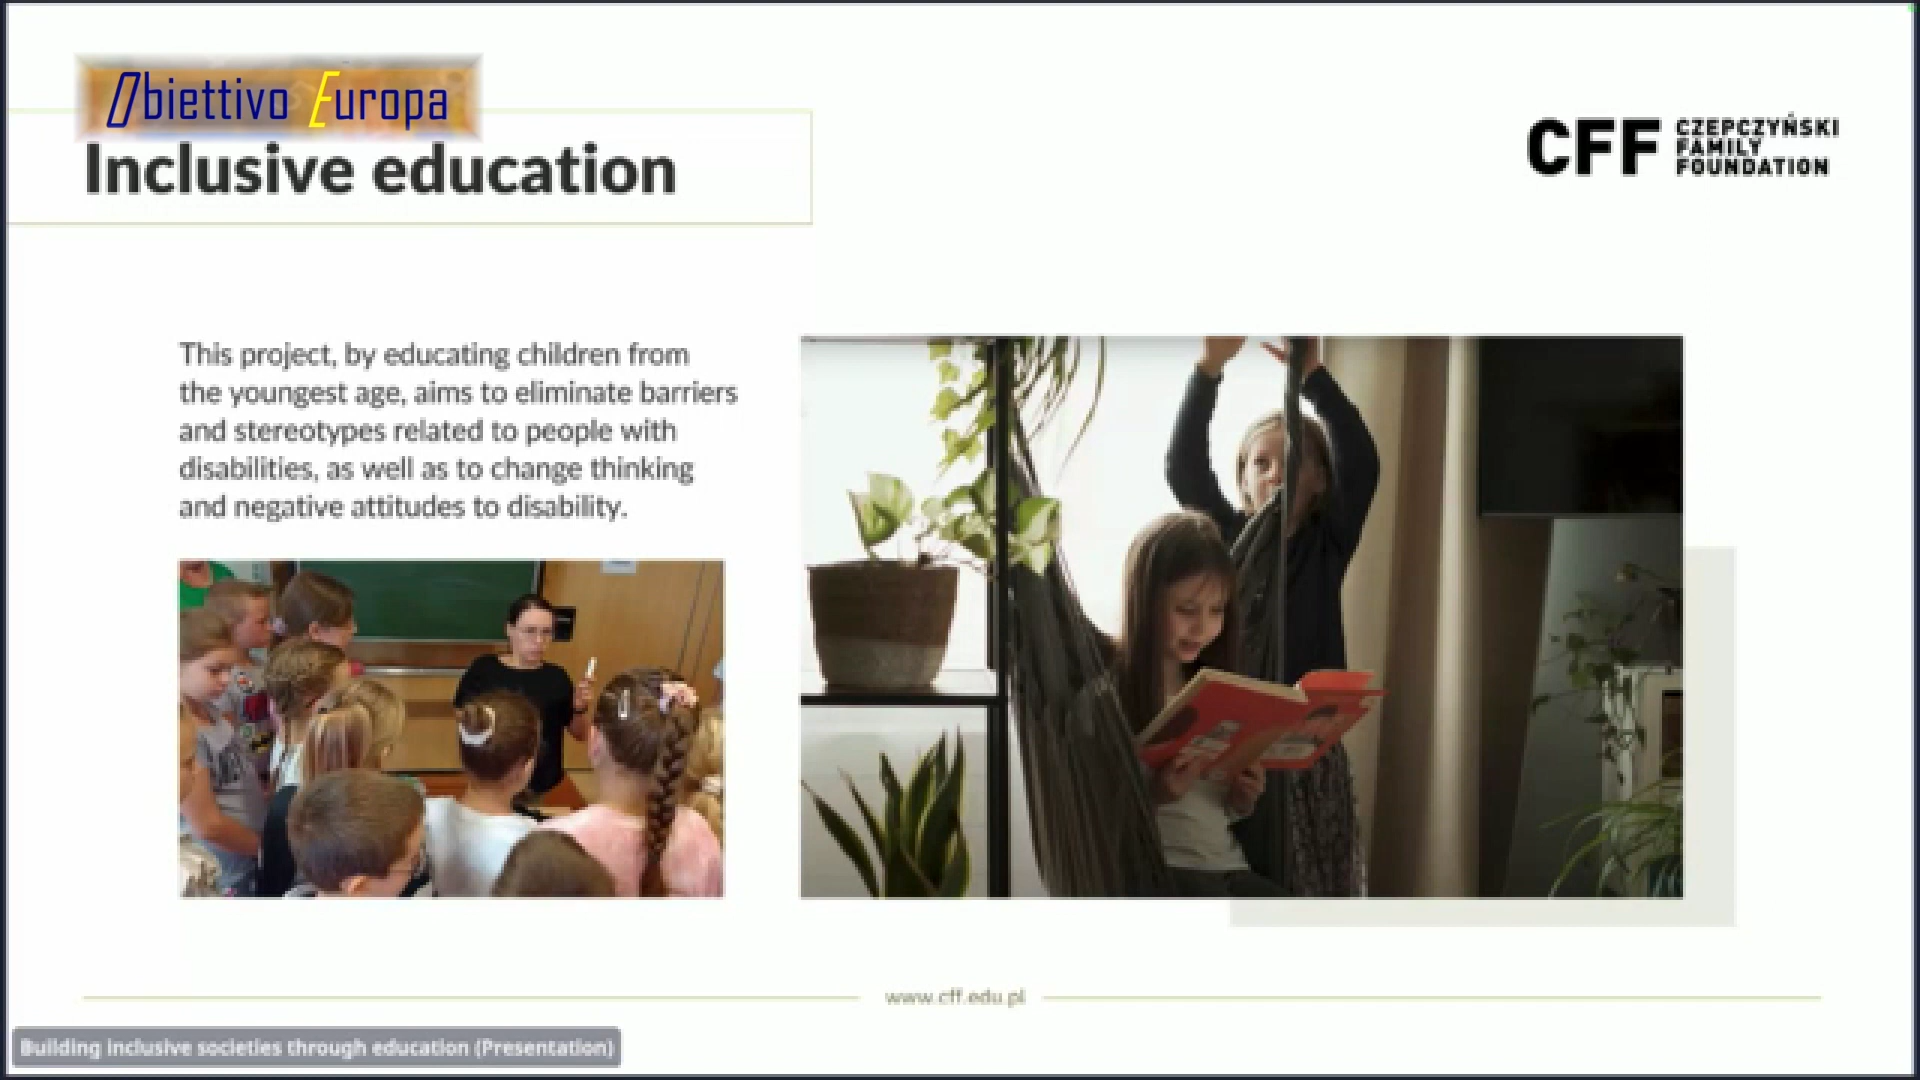 Obiettivo Europa
Inclusive education
CFF
CZEPCZYŃSKI
FAMILY
FOUNDATION
This project, by educating children from
the youngest age, aims to eliminate barriers
and stereotypes related to people with
disabilities, as well as to change thinking
and negative attitudes to disability.
www.cff.edu.pl
Building inclusive societies through education (Presentation)